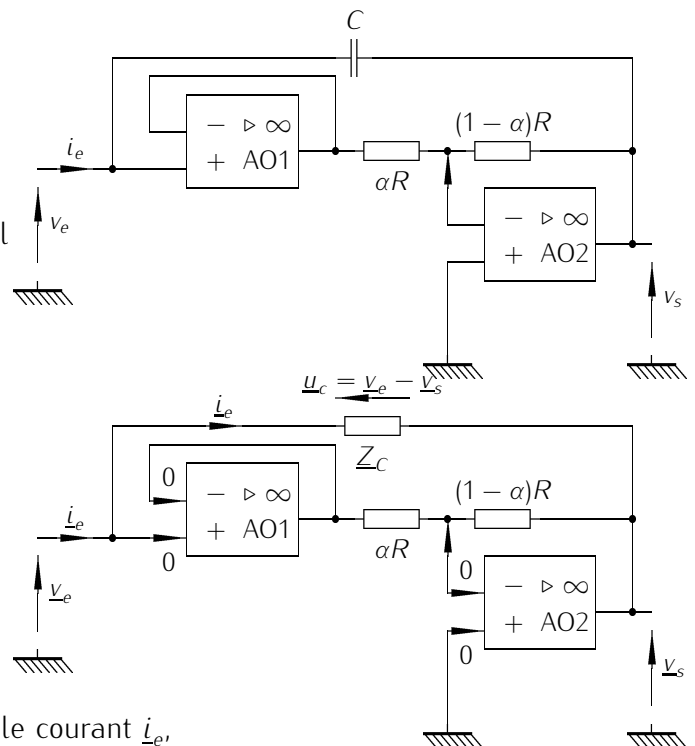 C
(1 − α)R
− ▷ ∞
+ AO1
i_e
αR
v_e
l
− ▷ ∞
+ AO2
v_s
u_c = v_e − v_s
i_e
Z_C
0
(1 − α)R
− ▷ ∞
+ AO1
i_e
0
αR
0
v_e
− ▷ ∞
+ AO2
0
v_s
le courant i_e,